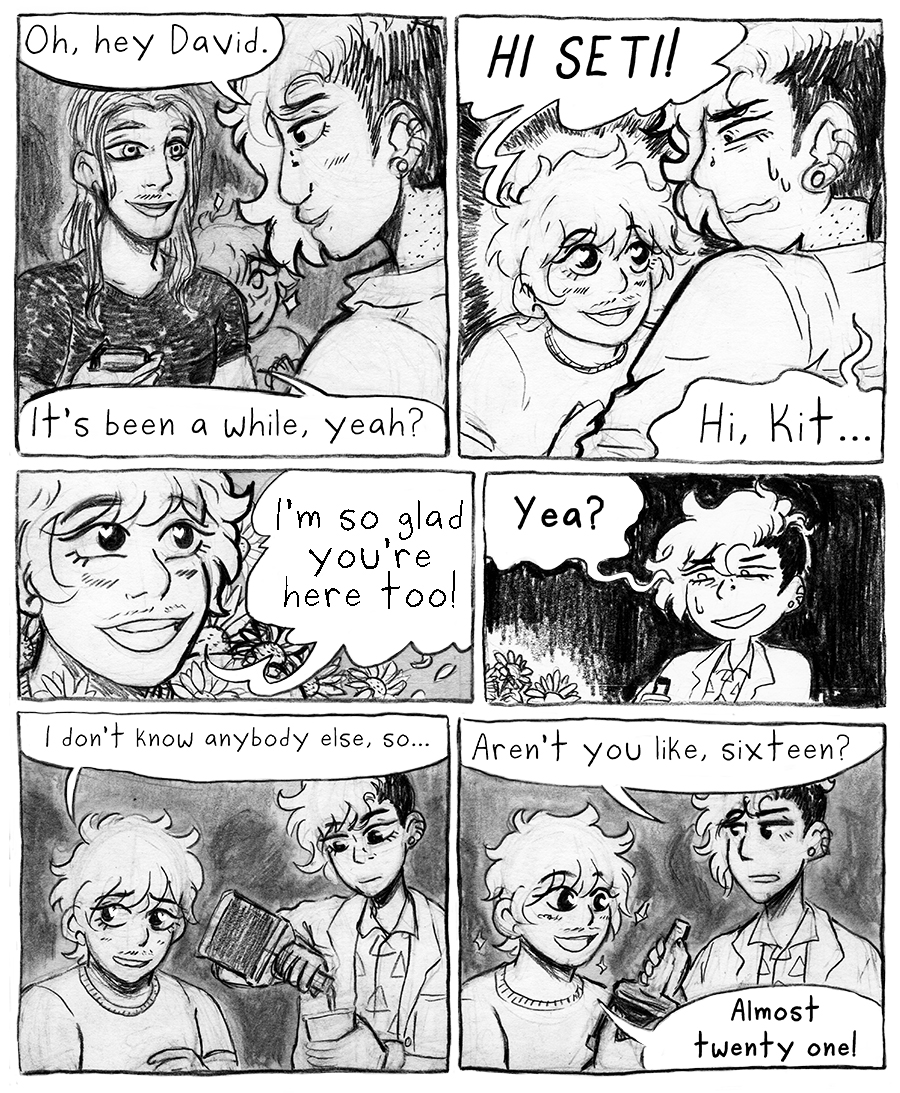 Oh, hey David.
It's been a while, yeah?
HI SETI!
Hi, Kit...
I'm so glad
you're
here too!
Yea?
I don't know anybody else, so...
Aren't you like, sixteen?
Almost
twenty one!